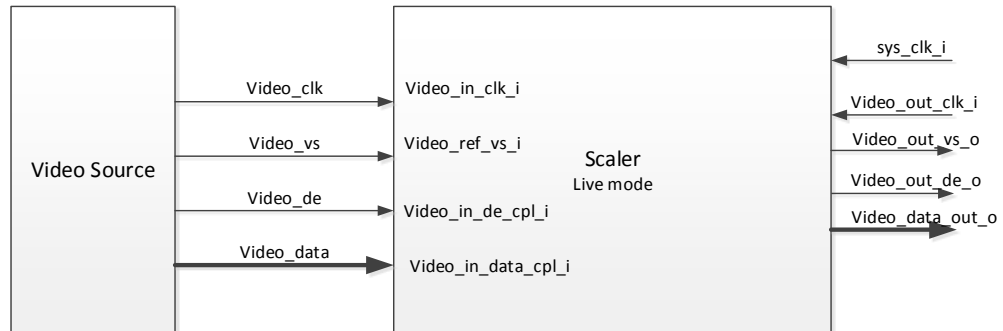 Video Source
Video_clk
Video_vs
Video_de
Video_data
Video_in_clk_i
Video_ref_vs_i
Video_in_de_cpl_i
Video_in_data_cpl_i
Scaler
Live mode
sys_clk_i
Video_out_clk_i
Video_out_vs_o
Video_out_de_o
Video_data_out_o